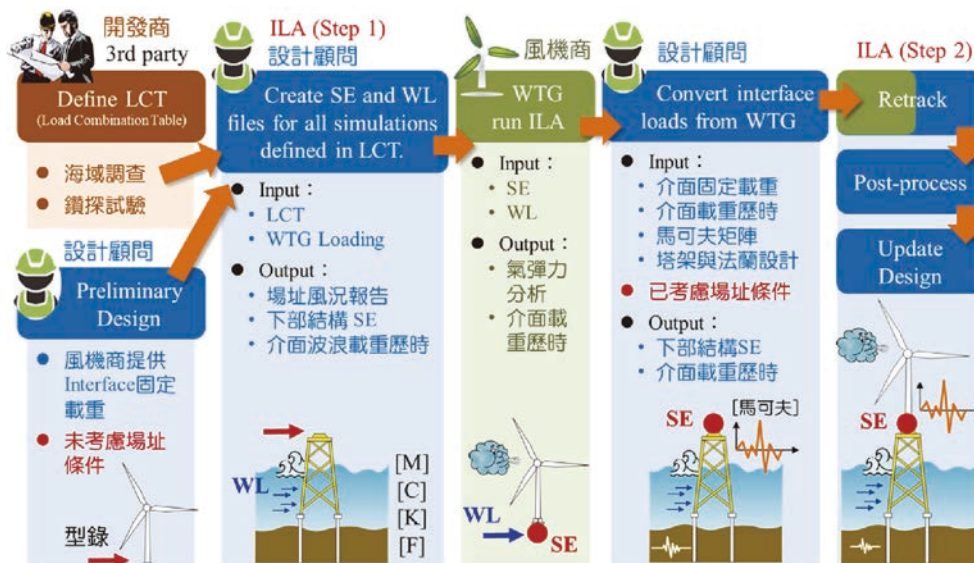 開發商
3rd party
Define LCT
(Load Combination Table)
海域調查
鑽探試驗
設計顧問
Preliminary
Design
風機商提供
Interface固定
載重
未考慮場址
條件
型錄
ILA (Step 1)
設計顧問
Create SE and WL
files for all simulations
defined in LCT.
Input：
LCT
WTG Loading
Output：
場址風況報告
下部結構 SE
介面波浪載重歷時
WL
[M]
[C]
[K]
[F]
風機商
WTG
run ILA
Input：
SE
WL
Output：
氣彈力
分析
介面載
重歷時
WL
SE
設計顧問
Convert interface
loads from WTG
Input：
介面固定載重
介面載重歷時
馬可夫矩陣
塔架與法蘭設計
已考慮場址條件
Output：
下部結構SE
介面載重歷時
SE
[馬可夫]
ILA (Step 2)
Retrack
Post-process
Update
Design
SE